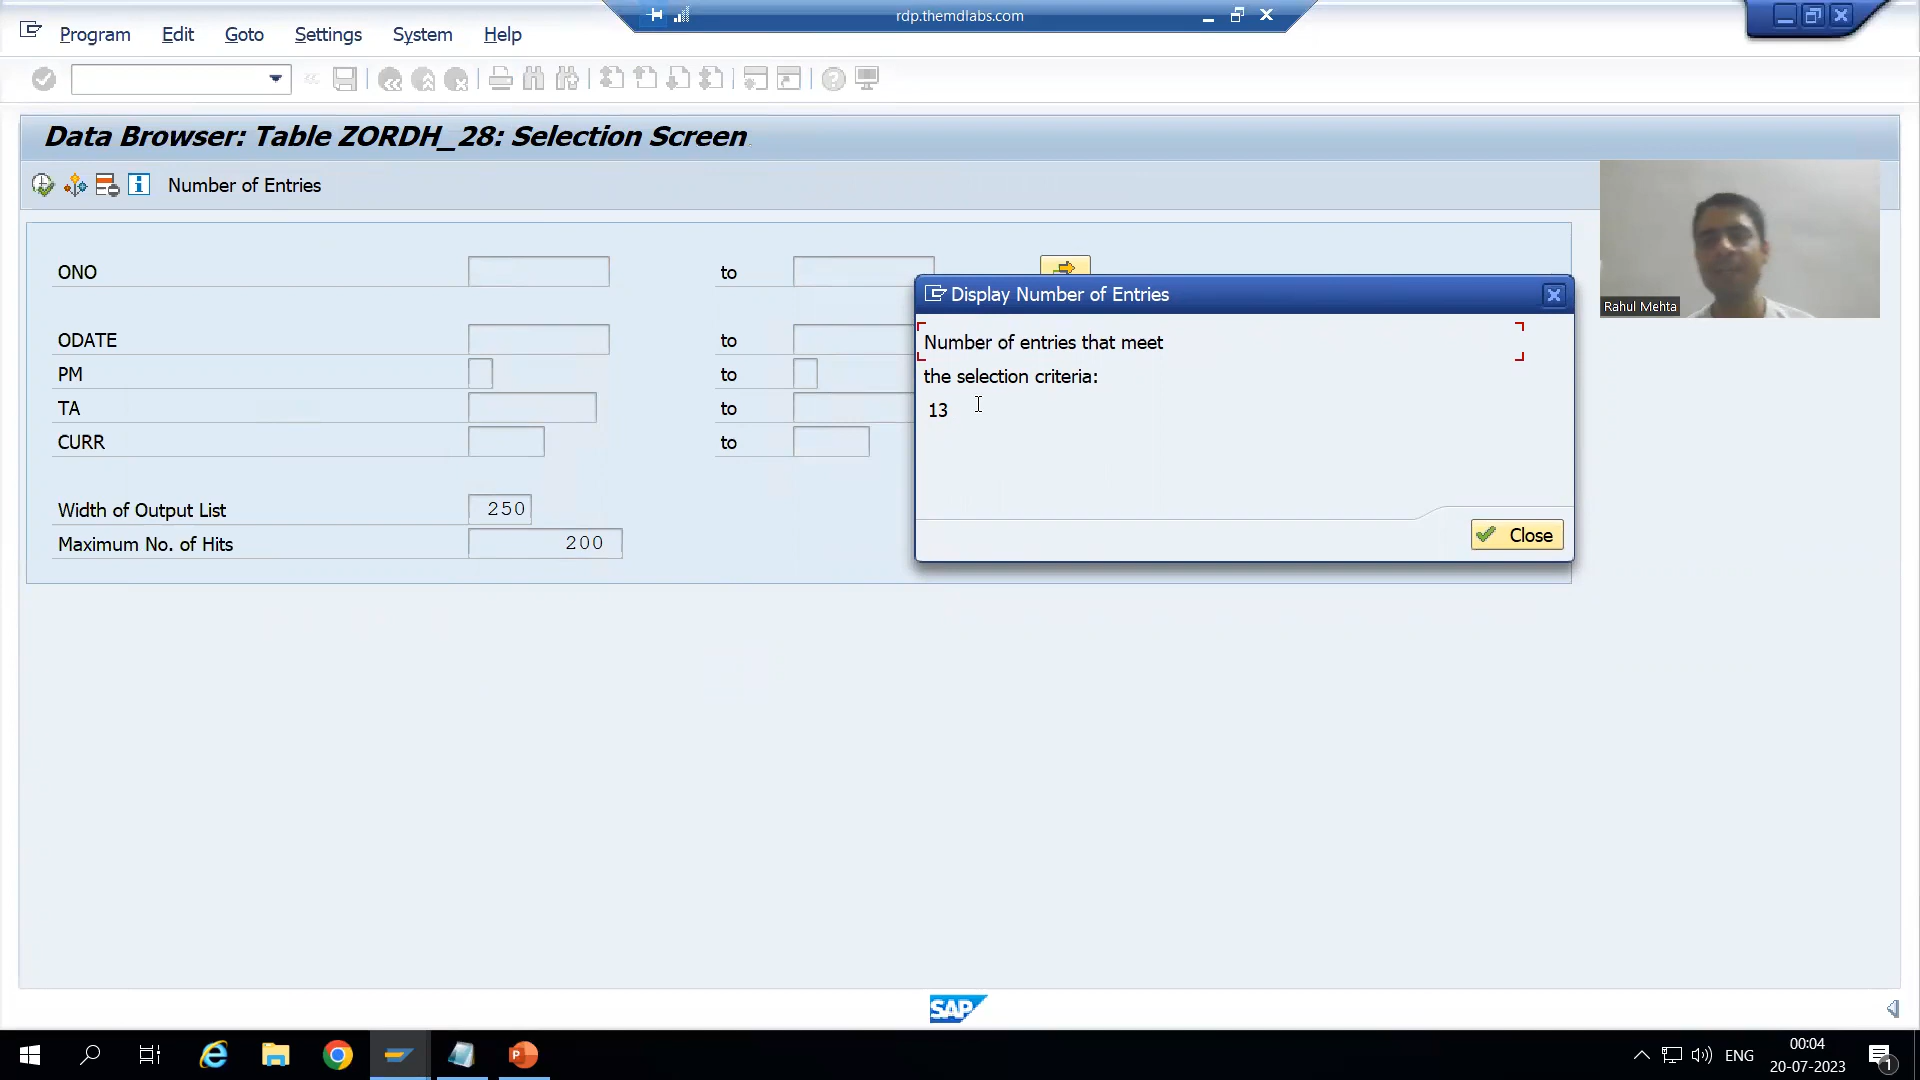 rdp.themdlabs.com
Program Edit Goto Settings System Help
Data Browser: Table ZORDH_28: Selection Screen
Number of Entries
Rahul Mehta
ONO to
ODATE to
PM to
TA to
CURR to
Width of Output List 250
Maximum No. of Hits 200
Display Number of Entries
Number of entries that meet
the selection criteria:
13
Close
SAP
ENG
00:04
20-07-2023
1